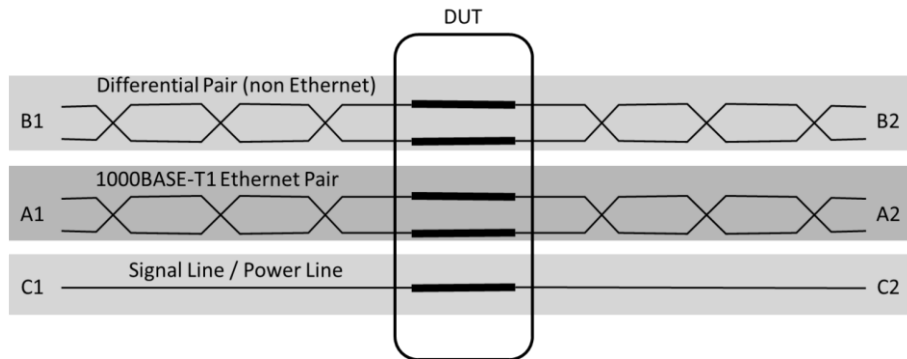 DUT
Differential Pair (non Ethernet)
B1
B2
1000BASE-T1 Ethernet Pair
A1
A2
Signal Line / Power Line
C1
C2